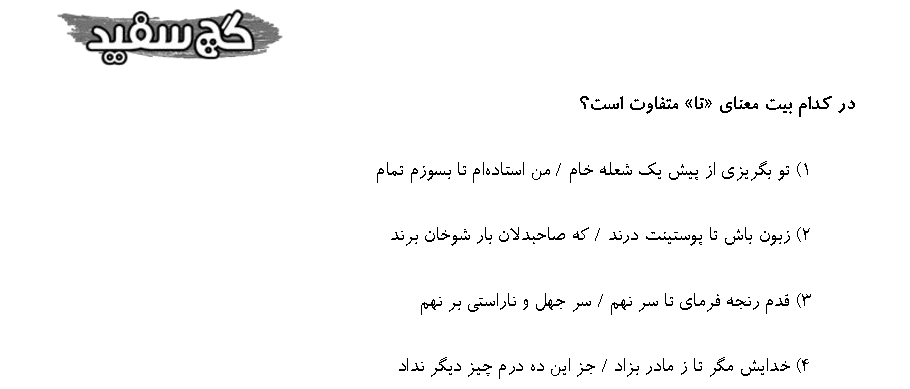 گچ سفید
در کدام بیت معنای «تا» متفاوت است؟
۱) تو بگریزی از پیش یک شعله خام / من استاده‌ام تا بسوزم تمام
۲) زبون باش تا پوستینت درند / که صاحبدلان بار شوخان برند
۳) قدم رنجه فرمای تا سر نهم / سر جهل و ناراستی بر نهم
۴) خدایش مگر تا ز مادر بزاد / جز این ده درم چیز دیگر نداد